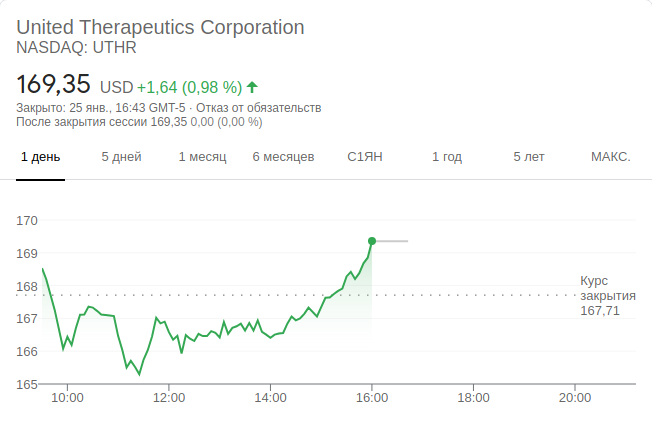 United Therapeutics Corporation
NASDAQ: UTHR
169,35 USD +1,64 (0,98 %)
Закрыто: 25 янв., 16:43 GMT-5 · Отказ от обязательств
После закрытия сессии 169,35 0,00 (0,00 %)
1 день 5 дней 1 месяц 6 месяцев С1ЯН 1 год 5 лет МАКС.
170
169
168
167
166
165
Курс
закрытия
167,71
10:00 12:00 14:00 16:00 18:00 20:00